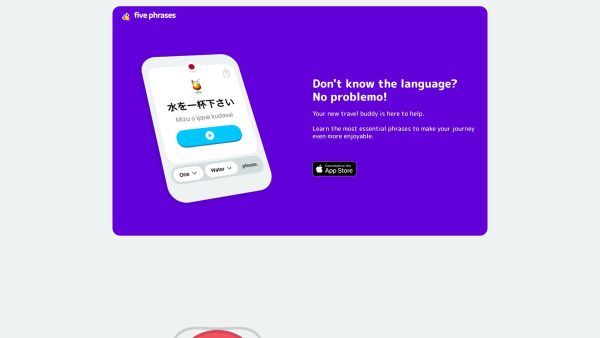 five phrases
水を一杯下さい
Mizu o ippai kudasai
One
Water
please.
Don't know the language?
No problemo!
Your new travel buddy is here to help.
Learn the most essential phrases to make your journey
even more enjoyable.
Download on the
App Store